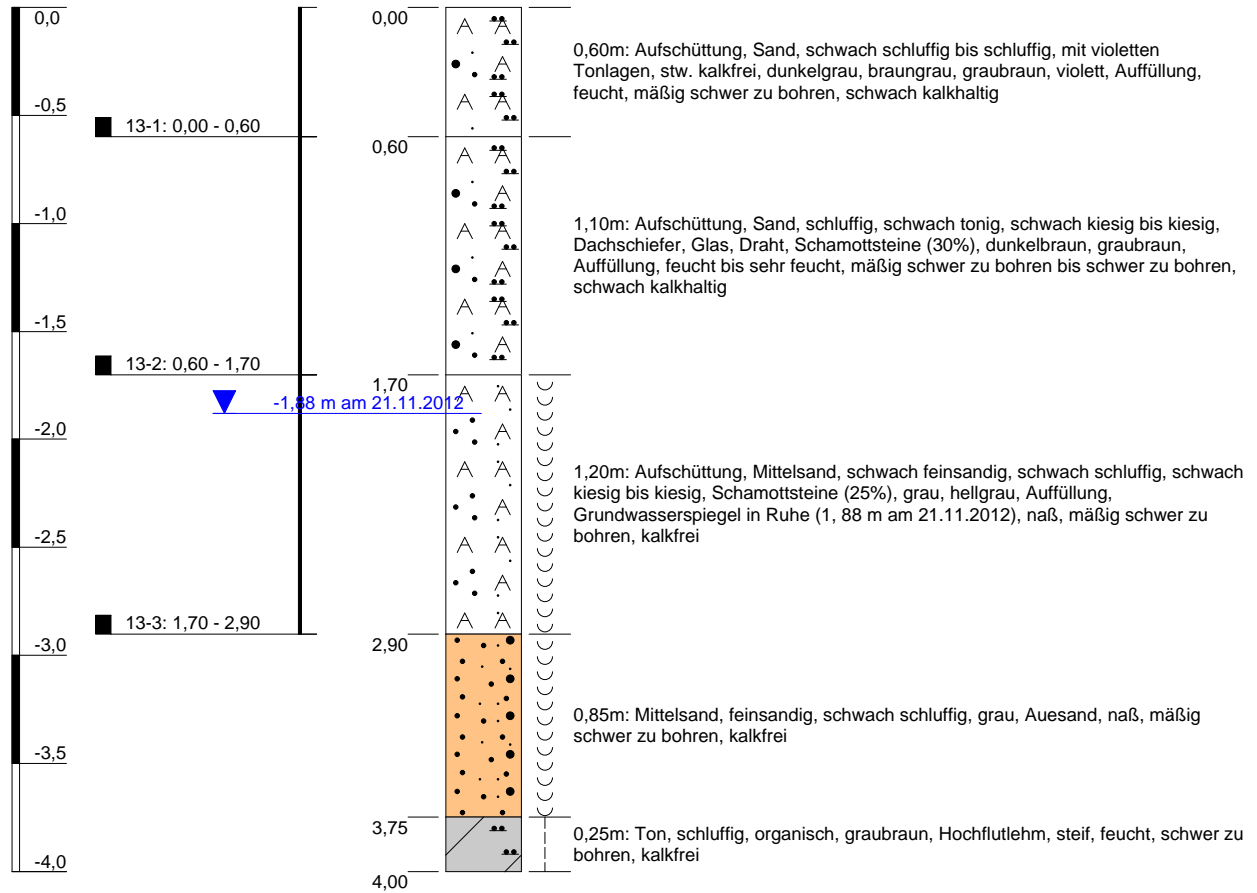 0,0
0,00
0,60m: Aufschüttung, Sand, schwach schluffig bis schluffig, mit violetten
Tonlagen, stw. kalkfrei, dunkelgrau, braungrau, graubraun, violett, Auffüllung,
feucht, mäßig schwer zu bohren, schwach kalkhaltig
-0,5
13-1: 0,00 - 0,60
0,60
-1,0
1,10m: Aufschüttung, Sand, schluffig, schwach tonig, schwach kiesig bis kiesig,
Dachschiefer, Glas, Draht, Schamottsteine (30%), dunkelbraun, graubraun,
Auffüllung, feucht bis sehr feucht, mäßig schwer zu bohren bis schwer zu bohren,
schwach kalkhaltig
-1,5
13-2: 0,60 - 1,70
1,70
-1,88 m am 21.11.2012
-2,0
1,20m: Aufschüttung, Mittelsand, schwach feinsandig, schwach schluffig, schwach
kiesig bis kiesig, Schamottsteine (25%), grau, hellgrau, Auffüllung,
Grundwasserspiegel in Ruhe (1, 88 m am 21.11.2012), naß, mäßig schwer zu
bohren, kalkfrei
-2,5
13-3: 1,70 - 2,90
2,90
-3,0
0,85m: Mittelsand, feinsandig, schwach schluffig, grau, Auesand, naß, mäßig
schwer zu bohren, kalkfrei
-3,5
3,75
0,25m: Ton, schluffig, organisch, graubraun, Hochflutlehm, steif, feucht, schwer zu
bohren, kalkfrei
-4,0
4,00